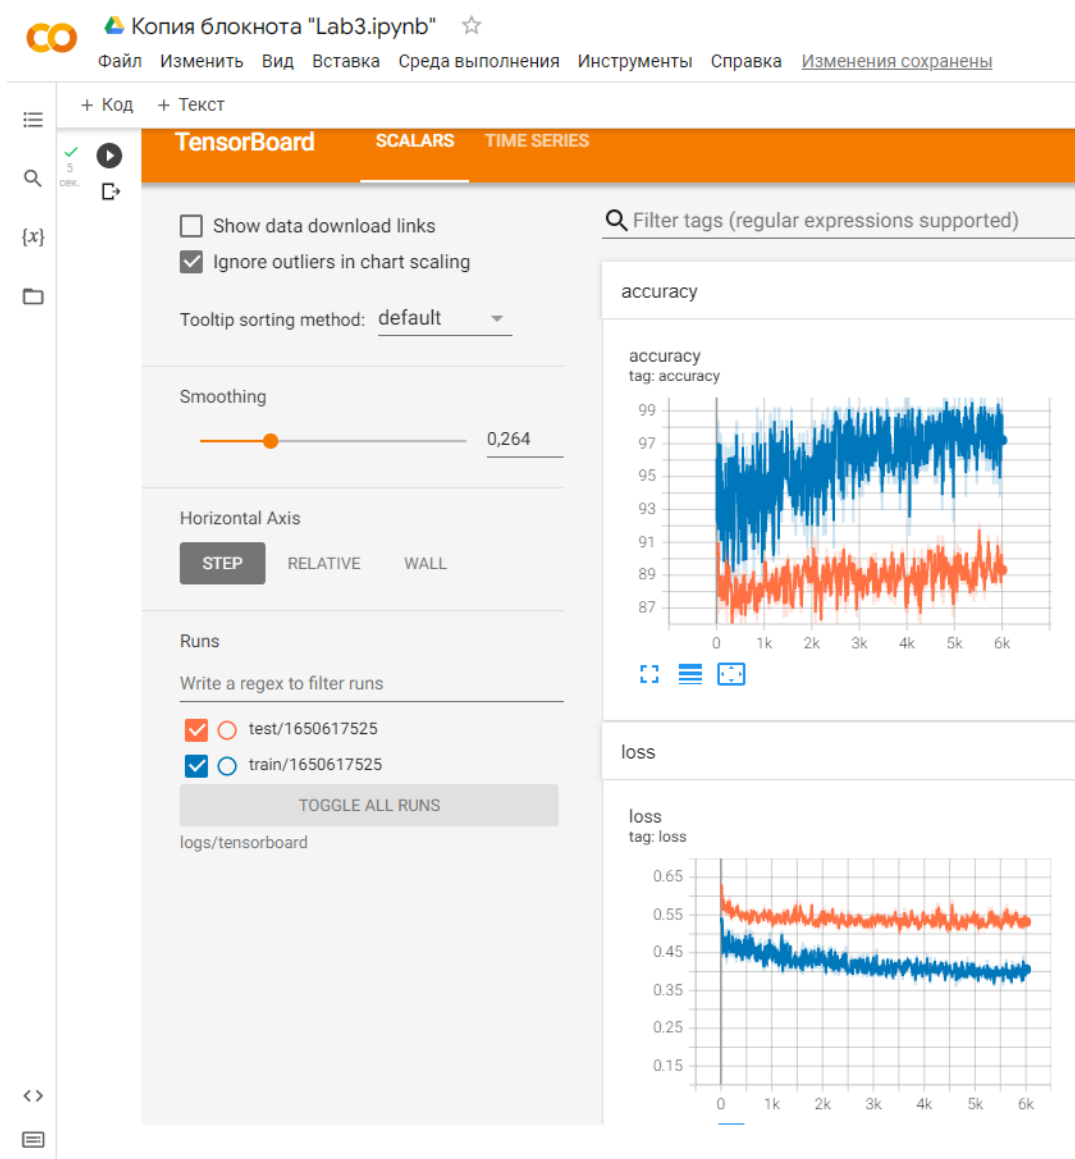 Копия блокнота "Lab3.ipynb"
Файл Изменить Вид Вставка Среда выполнения Инструменты Справка Изменения сохранены
+ Код + Текст
5
сек.
{x}
TensorBoard SCALARS TIME SERIES
Show data download links
Ignore outliers in chart scaling
Tooltip sorting method: default
Smoothing
0,264
Horizontal Axis
STEP RELATIVE WALL
Runs
Write a regex to filter runs
test/1650617525
train/1650617525
TOGGLE ALL RUNS
logs/tensorboard
Filter tags (regular expressions supported)
accuracy
accuracy
tag: accuracy
99
97
95
93
91
89
87
0 1k 2k 3k 4k 5k 6k
loss
loss
tag: loss
0.65
0.55
0.45
0.35
0.25
0.15
0 1k 2k 3k 4k 5k 6k